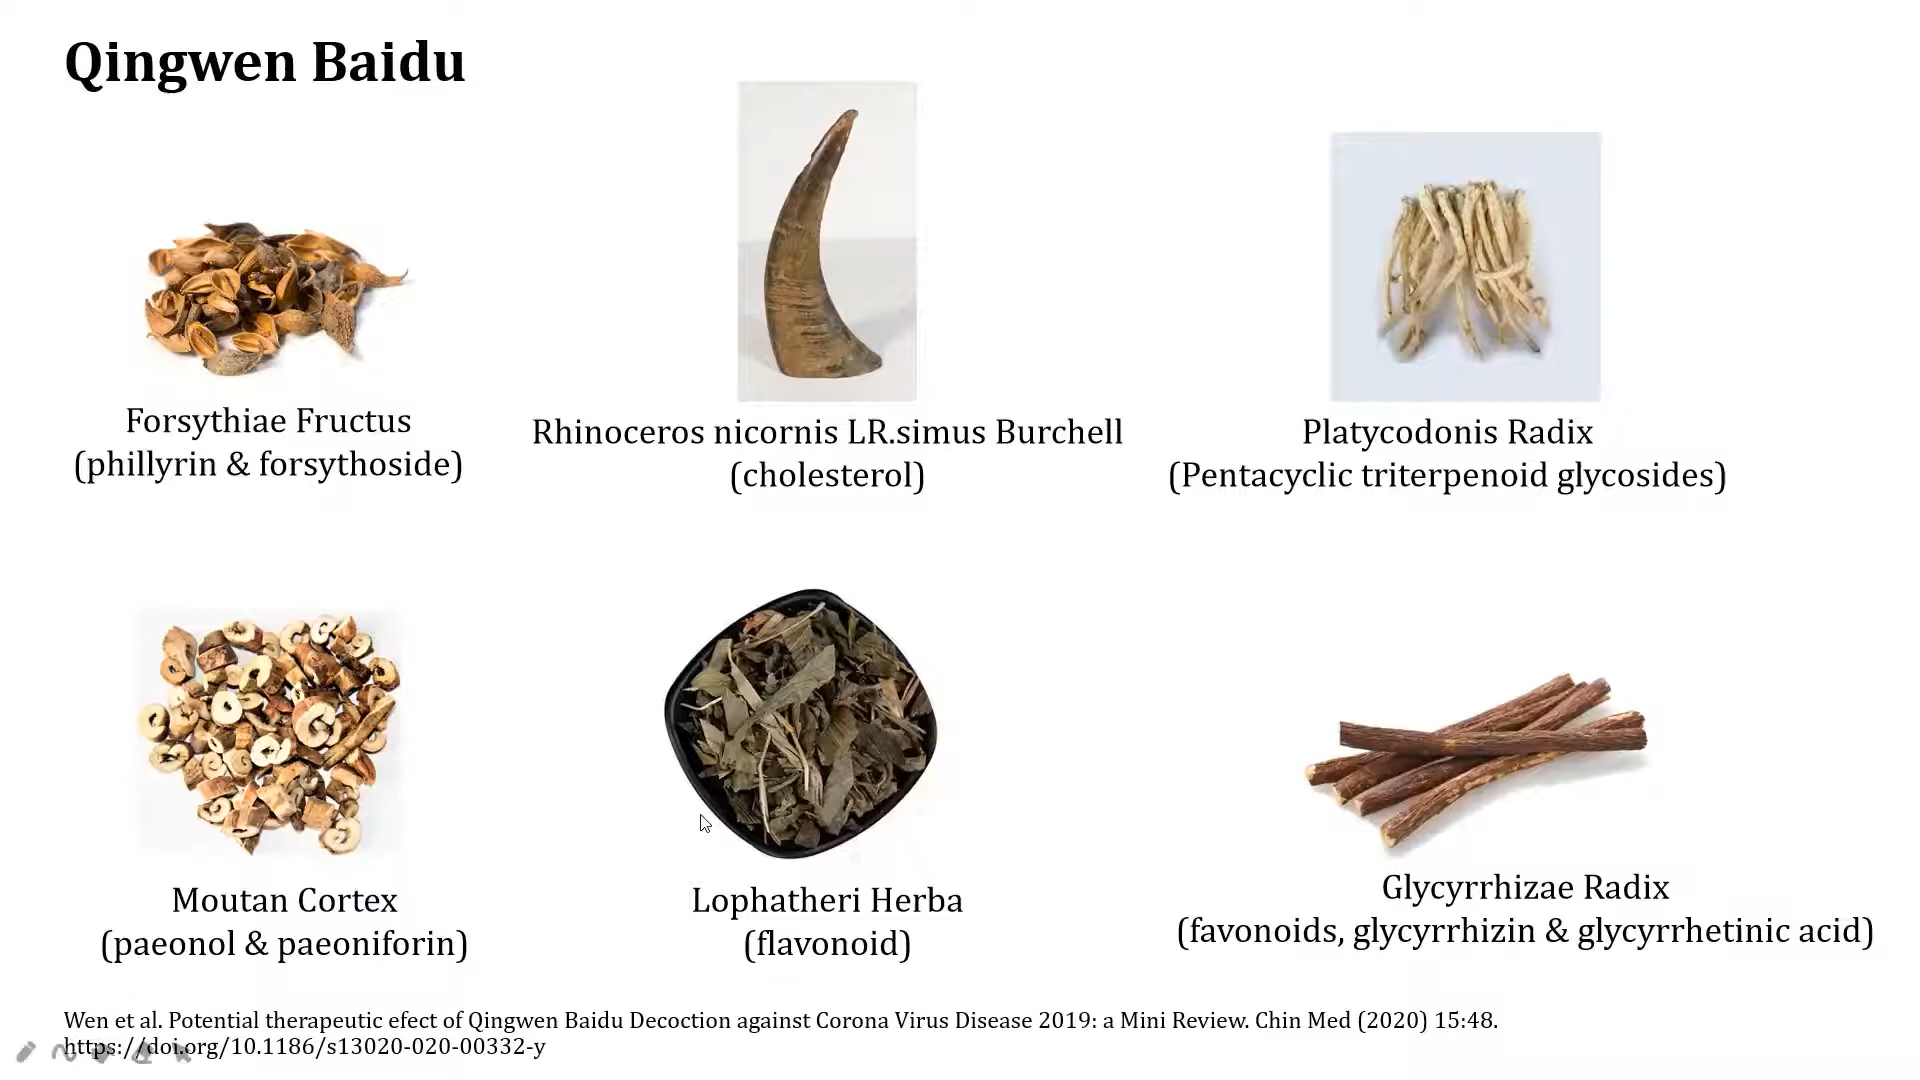 Qingwen Baidu
Forsythiae Fructus
(phillyrin & forsythoside)
Rhinoceros nicornis LR.simus Burchell
(cholesterol)
Platycodonis Radix
(Pentacyclic triterpenoid glycosides)
Moutan Cortex
(paeonol & paeoniforin)
Lophatheri Herba
(flavonoid)
Glycyrrhizae Radix
(favonoids, glycyrrhizin & glycyrrhetinic acid)
Wen et al. Potential therapeutic efect of Qingwen Baidu Decoction against Corona Virus Disease 2019: a Mini Review. Chin Med (2020) 15:48.
https://doi.org/10.1186/s13020-020-00332-y